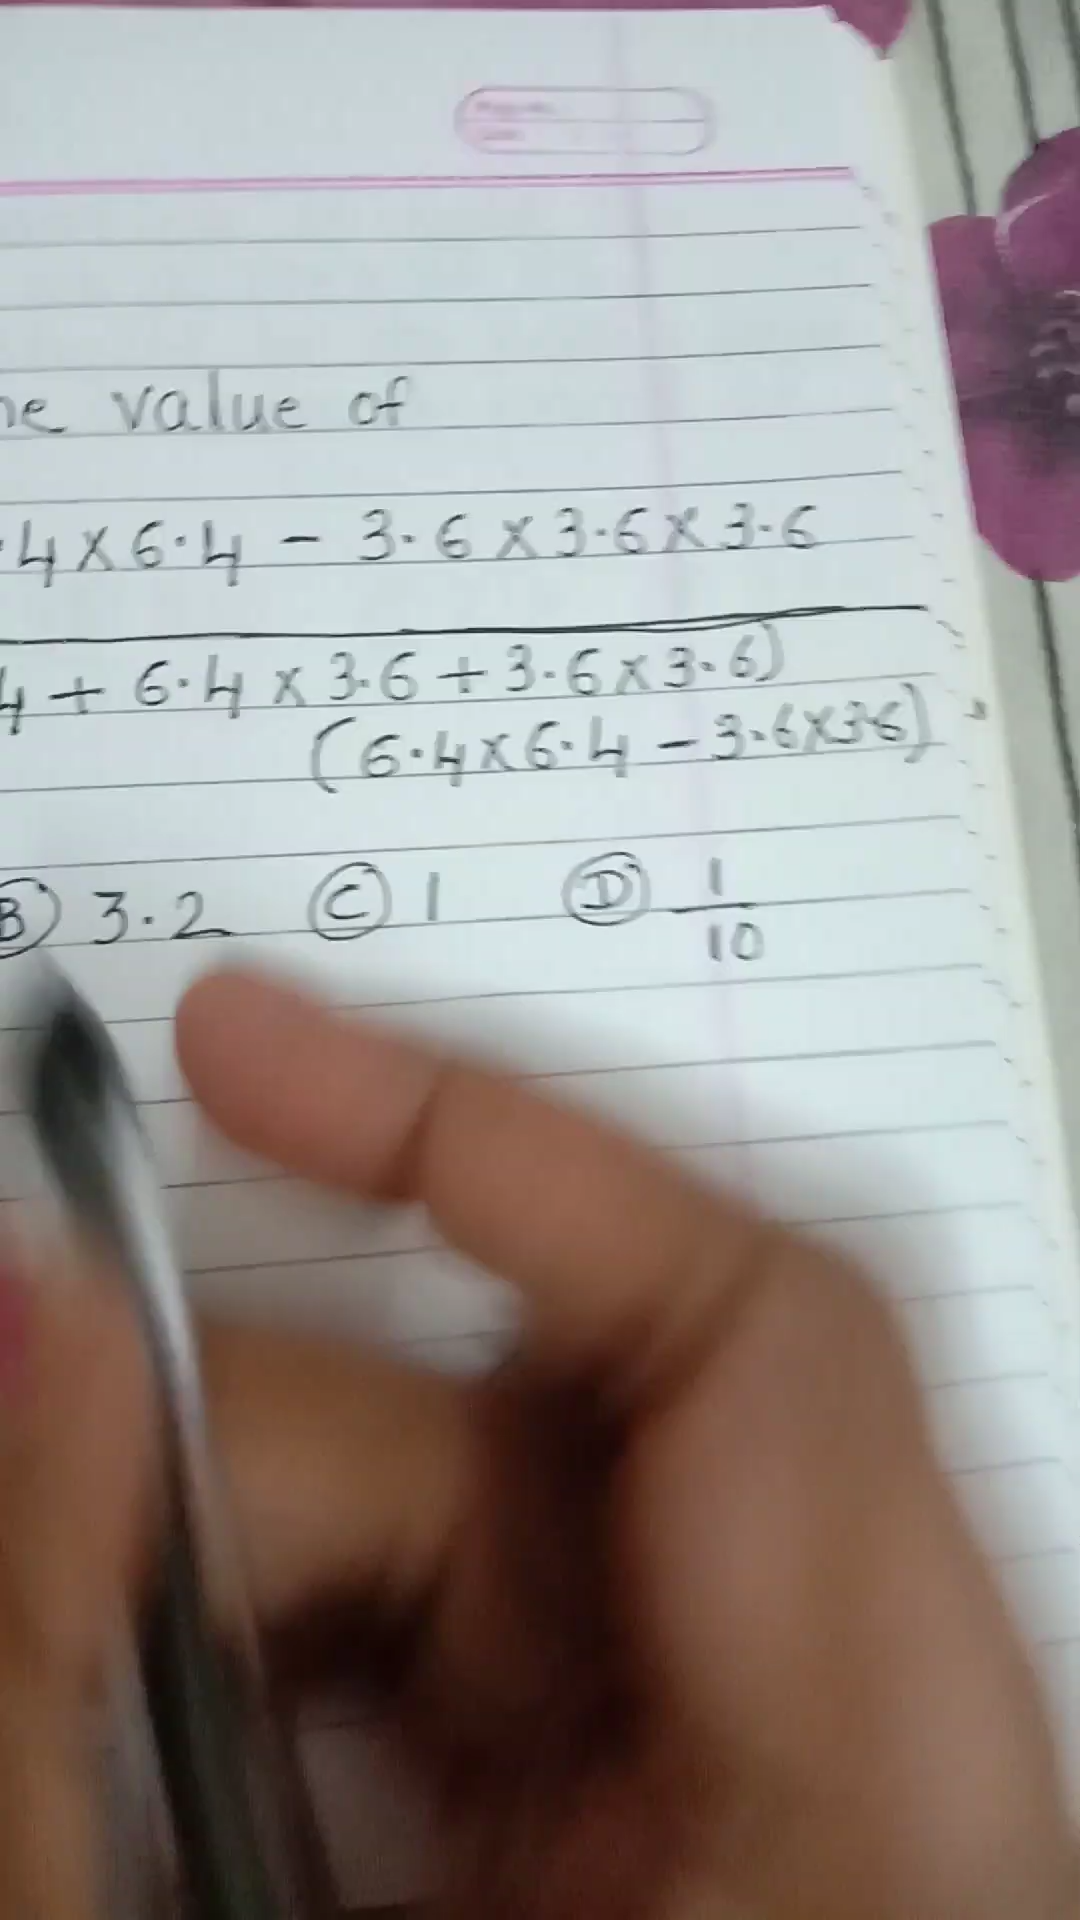 he value of
.4 x 6.4 - 3.6 x 3.6 x 3.6
4 + 6.4 x 3.6 + 3.6 x 3.6)
(6.4 x 6.4 - 3.6 x 3.6)
B 3.2 C 1 D 1/10